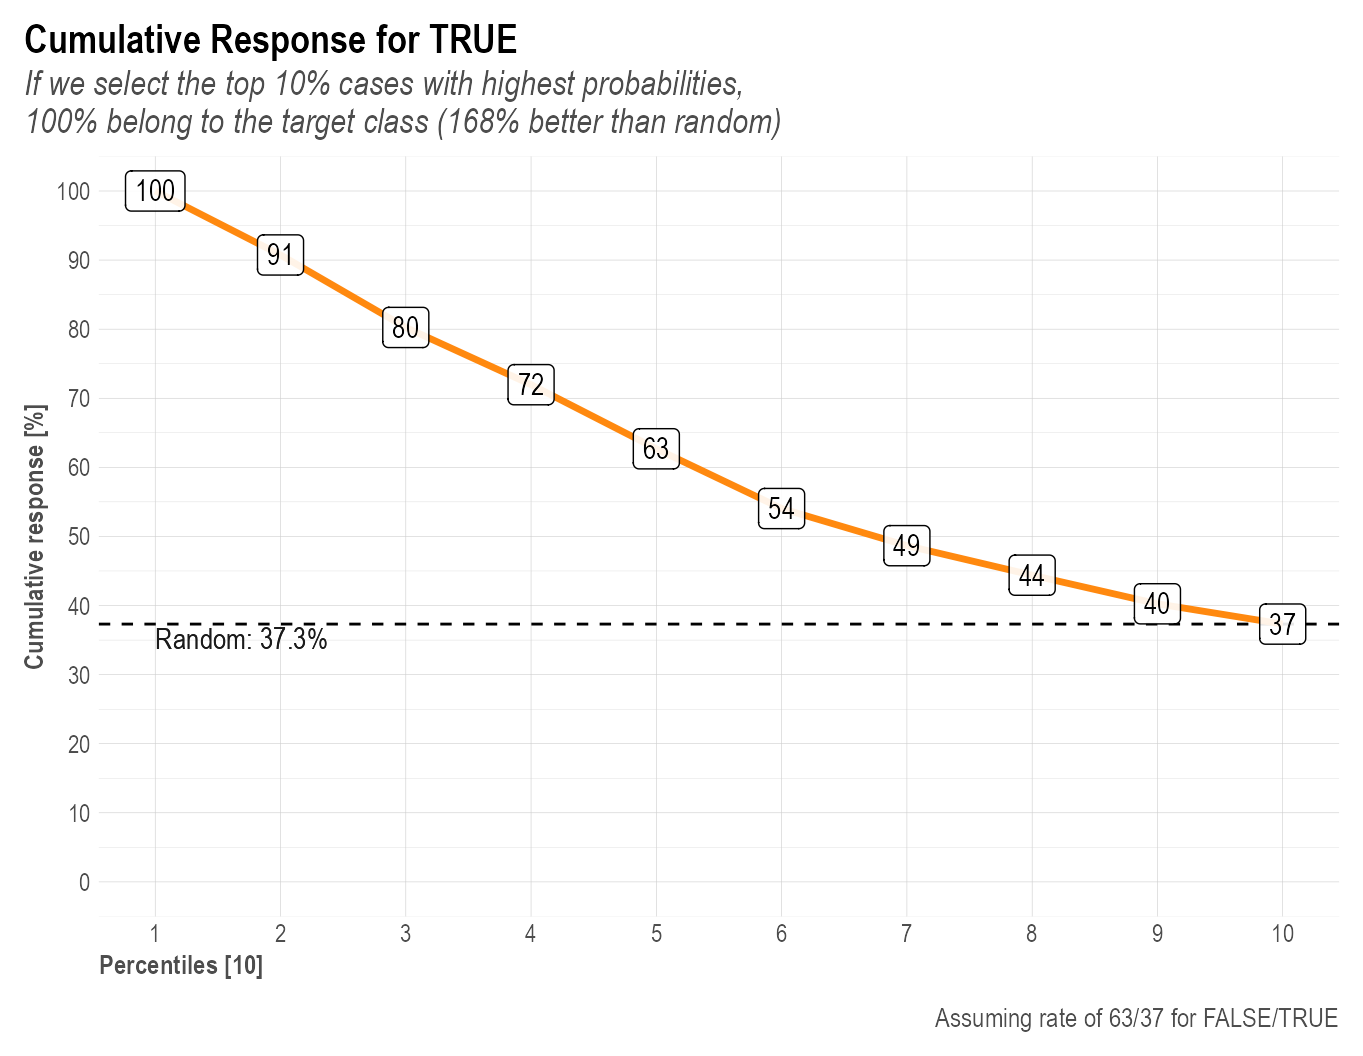 Cumulative Response for TRUE
If we select the top 10% cases with highest probabilities,
100% belong to the target class (168% better than random)
Cumulative response [%]
100
90
80
70
60
50
40
30
20
10
0
100
91
80
72
63
54
49
44
40
37
Random: 37.3%
1 2 3 4 5 6 7 8 9 10
Percentiles [10]
Assuming rate of 63/37 for FALSE/TRUE